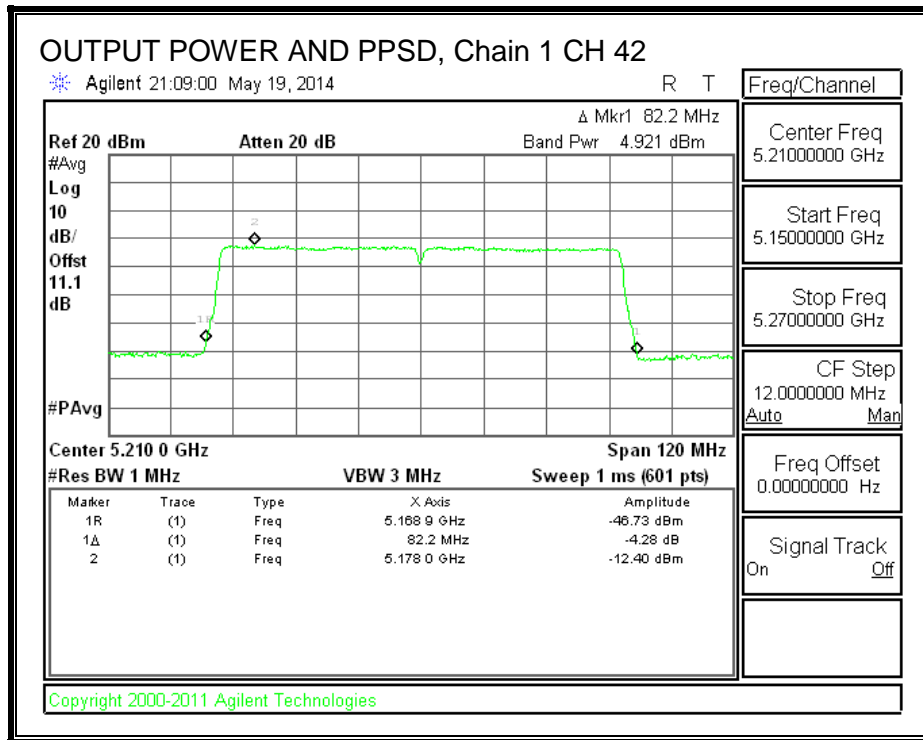 OUTPUT POWER AND PPSD, Chain 1 CH 42
Agilent 21:09:00 May 19, 2014 R T
Δ Mkr1 82.2 MHz
Ref 20 dBm Atten 20 dB Band Pwr 4.921 dBm
#Avg
Log
10
dB/
Offst
11.1
dB
#PAvg
2
1R
1
Center 5.210 0 GHz Span 120 MHz
#Res BW 1 MHz VBW 3 MHz Sweep 1 ms (601 pts)
Marker Trace Type X Axis Amplitude
1R (1) Freq 5.168 9 GHz -46.73 dBm
1Δ (1) Freq 82.2 MHz -4.28 dB
2 (1) Freq 5.178 0 GHz -12.40 dBm
Copyright 2000-2011 Agilent Technologies
Freq/Channel
Center Freq
5.21000000 GHz
Start Freq
5.15000000 GHz
Stop Freq
5.27000000 GHz
CF Step
12.0000000 MHz
Auto Man
Freq Offset
0.00000000 Hz
Signal Track
On Off